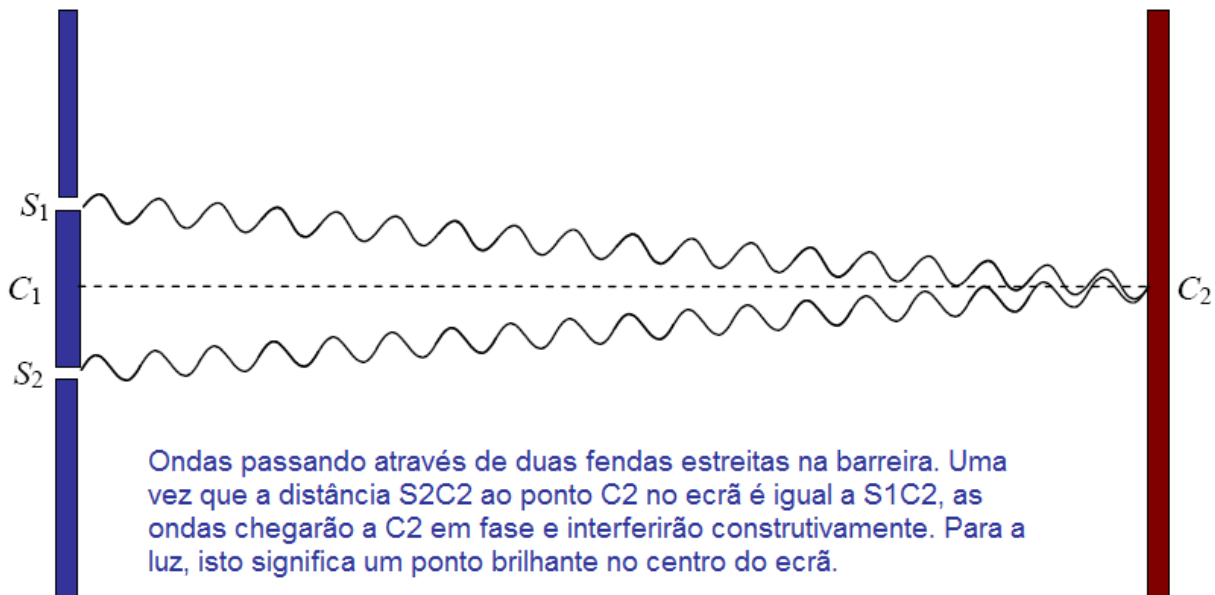 S1
C1
C2
S2
Ondas passando através de duas fendas estreitas na barreira. Uma
vez que a distância S2C2 ao ponto C2 no ecrã é igual a S1C2, as
ondas chegarão a C2 em fase e interferirão construtivamente. Para a
luz, isto significa um ponto brilhante no centro do ecrã.